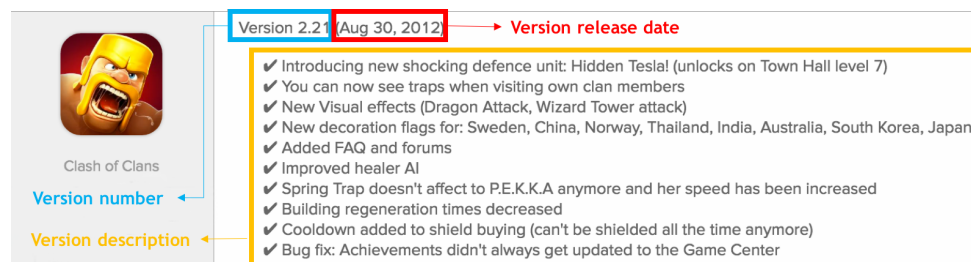 Version 2.21 (Aug 30, 2012)
Version release date
✔ Introducing new shocking defence unit: Hidden Tesla! (unlocks on Town Hall level 7)
✔ You can now see traps when visiting own clan members
✔ New Visual effects (Dragon Attack, Wizard Tower attack)
✔ New decoration flags for: Sweden, China, Norway, Thailand, India, Australia, South Korea, Japan
✔ Added FAQ and forums
✔ Improved healer AI
✔ Spring Trap doesn't affect to P.E.K.K.A anymore and her speed has been increased
✔ Building regeneration times decreased
✔ Cooldown added to shield buying (can't be shielded all the time anymore)
✔ Bug fix: Achievements didn't always get updated to the Game Center
Clash of Clans
Version number
Version description